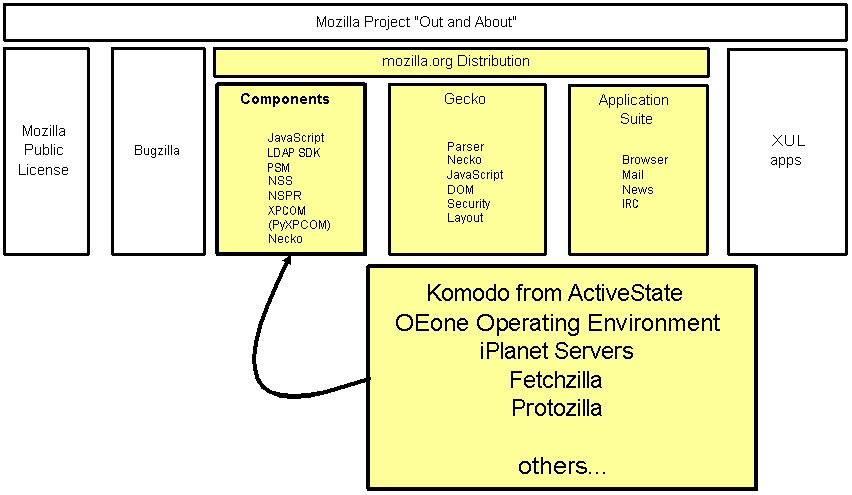 Mozilla Project "Out and About"
mozilla.org Distribution
Mozilla
Public
License
Bugzilla
Components
JavaScript
LDAP SDK
PSM
NSS
NSPR
XPCOM
(PyXPCOM)
Necko
Gecko
Parser
Necko
JavaScript
DOM
Security
Layout
Application
Suite
Browser
Mail
News
IRC
XUL
apps
Komodo from ActiveState
OEone Operating Environment
iPlanet Servers
Fetchzilla
Protozilla
others...